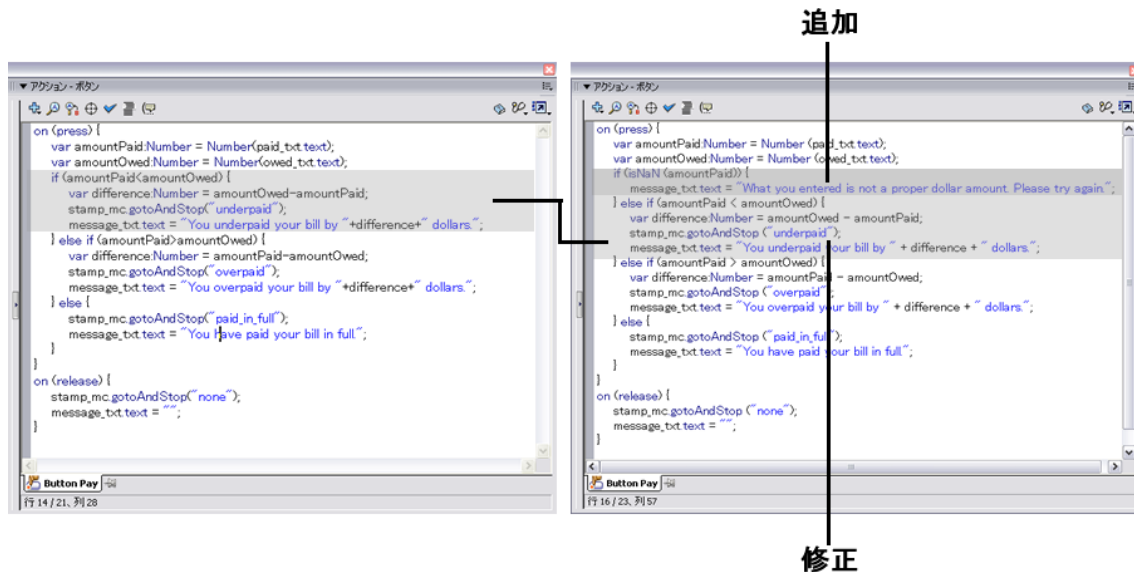 追加
▼ アクション - ボタン
on (press) {
var amountPaid:Number = Number(paid_txt.text);
var amountOwed:Number = Number(owed_txt.text);
if (amountPaid<amountOwed) {
var difference:Number = amountOwed-amountPaid;
stamp_mc.gotoAndStop("underpaid");
message_txt.text = "You underpaid your bill by "+difference+" dollars.";
} else if (amountPaid>amountOwed) {
var difference:Number = amountPaid-amountOwed;
stamp_mc.gotoAndStop("overpaid");
message_txt.text = "You overpaid your bill by "+difference+" dollars.";
} else {
stamp_mc.gotoAndStop("paid_in_full");
message_txt.text = "You have paid your bill in full.";
}
}
on (release) {
stamp_mc.gotoAndStop("none");
message_txt.text = "";
}
Button Pay
行 14 / 21、列 28
▼ アクション - ボタン
on (press) {
var amountPaid:Number = Number (paid_txt.text);
var amountOwed:Number = Number (owed_txt.text);
if (isNaN (amountPaid)) {
message_txt.text = "What you entered is not a proper dollar amount. Please try again.";
} else if (amountPaid < amountOwed) {
var difference:Number = amountOwed - amountPaid;
stamp_mc.gotoAndStop ("underpaid");
message_txt.text = "You underpaid your bill by " + difference + " dollars.";
} else if (amountPaid > amountOwed) {
var difference:Number = amountPaid - amountOwed;
stamp_mc.gotoAndStop ("overpaid");
message_txt.text = "You overpaid your bill by " + difference + " dollars.";
} else {
stamp_mc.gotoAndStop ("paid_in_full");
message_txt.text = "You have paid your bill in full.";
}
}
on (release) {
stamp_mc.gotoAndStop ("none");
message_txt.text = "";
}
Button Pay
行 16 / 23、列 57
修正